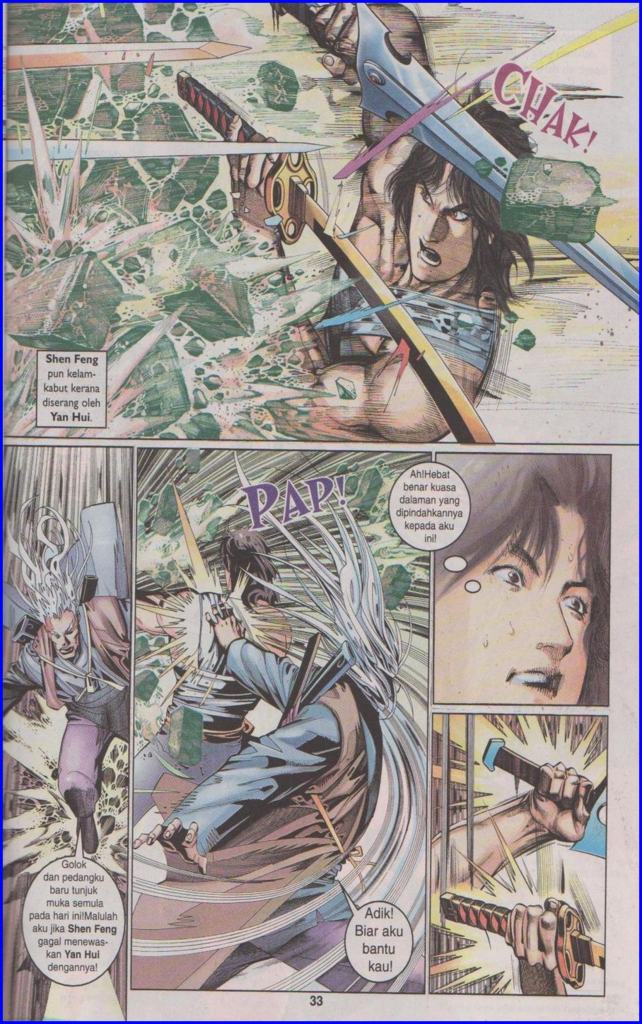 CHAK!
Shen Feng
pun kelam-
kabut kerana
diserang oleh
Yan Hui.
Golok
dan pedangku
baru tunjuk
muka semula
pada hari ini!Malulah
aku jika Shen Feng
gagal menewas-
kan Yan Hui
dengannya!
PAP!
Adik!
Biar aku
bantu
kau!
Ah!Hebat
benar kuasa
dalaman yang
dipindahkannya
kepada aku
ini!
33